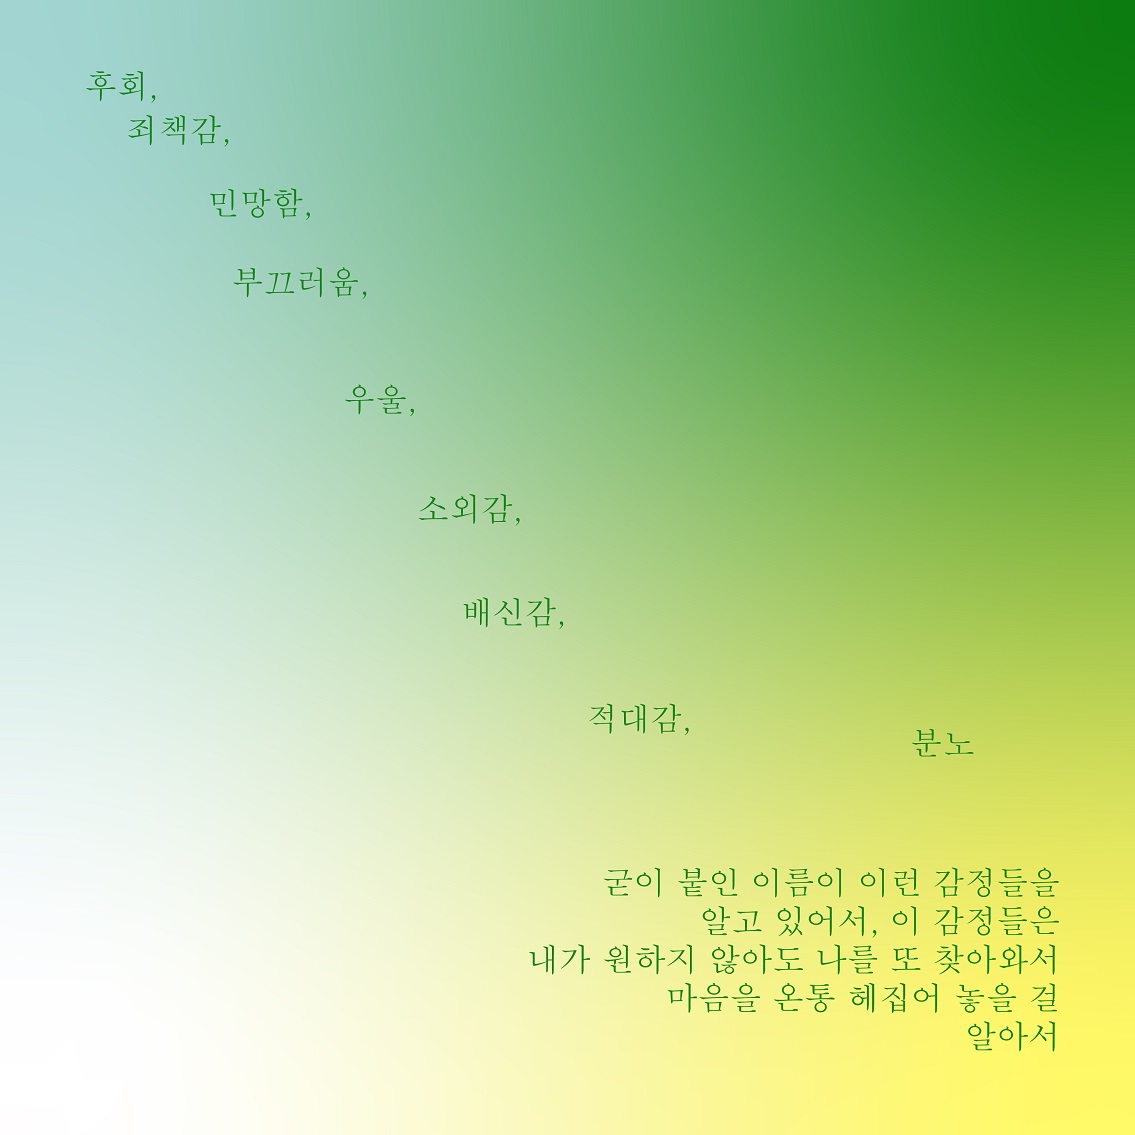 후회,
죄책감,
민망함,
부끄러움,
우울,
소외감,
배신감,
적대감,
분노
굳이 붙인 이름이 이런 감정들을
알고 있어서, 이 감정들은
내가 원하지 않아도 나를 또 찾아와서
마음을 온통 헤집어 놓을 걸
알아서